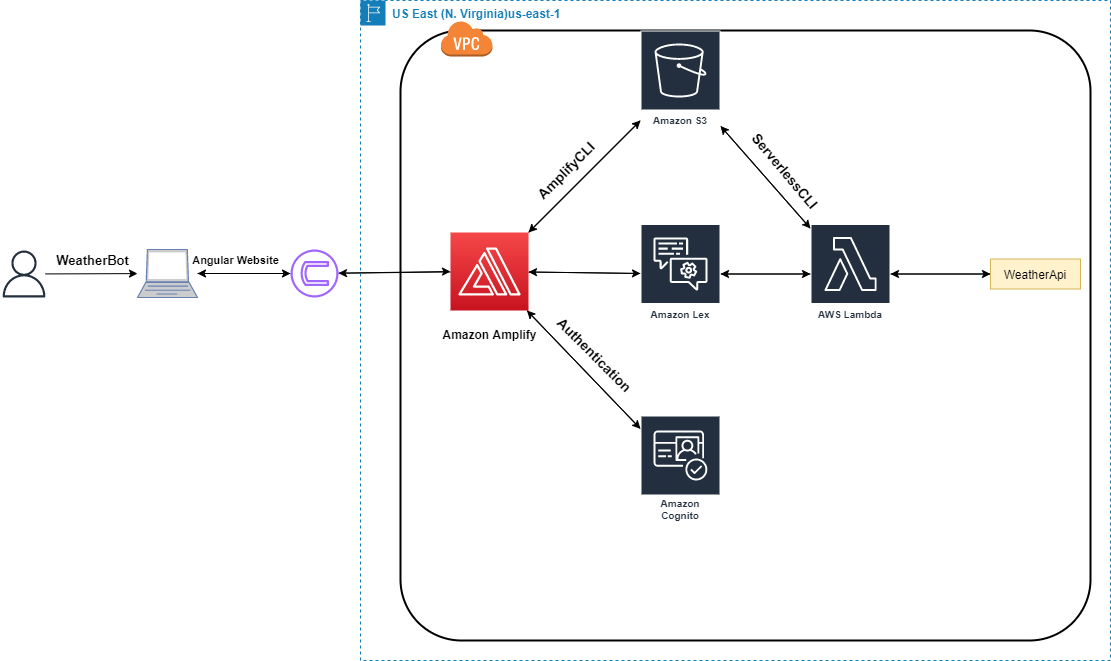 US East (N. Virginia)us-east-1
VPC
Amazon S3
AmplifyCLI
ServerlessCLI
WeatherBot
Angular Website
Amazon Amplify
Amazon Lex
AWS Lambda
WeatherApi
Authentication
Amazon
Cognito